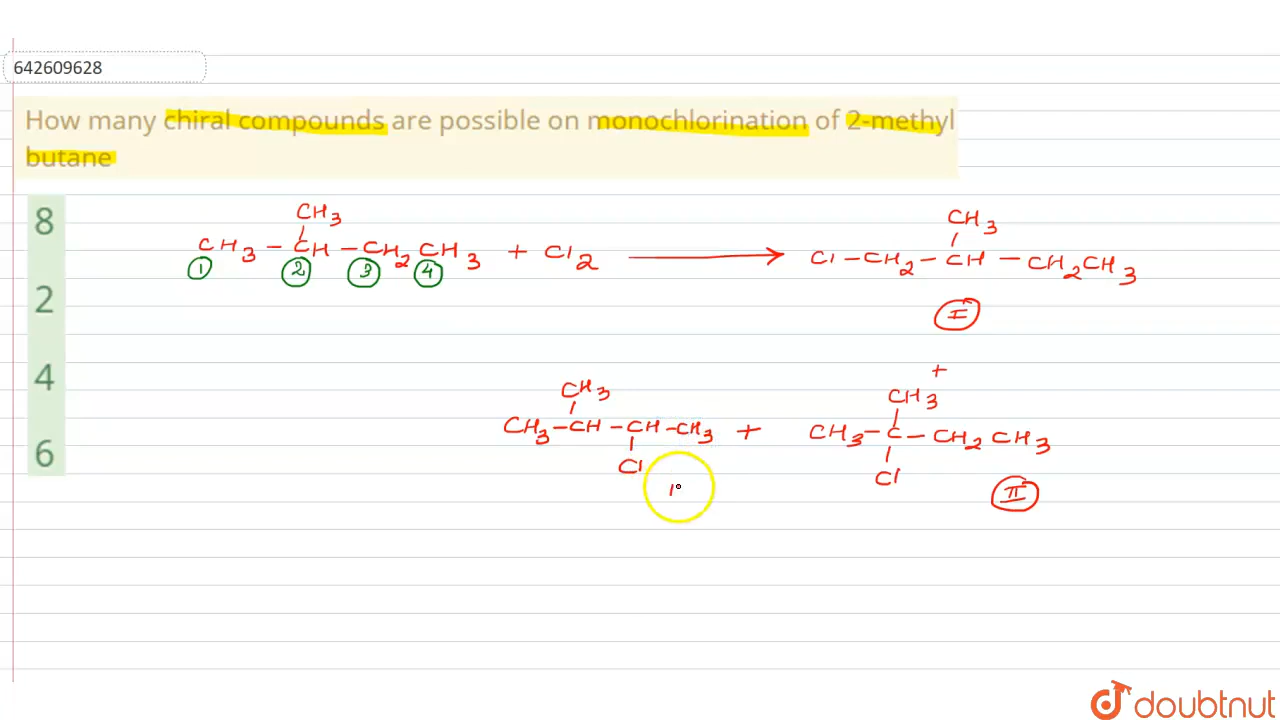 642609628
How many chiral compounds are possible on monochlorination of 2-methyl
butane
8
2
4
6
CH3
CH3 - CH - CH2 CH3 + Cl2
1 2 3 4
CH3
Cl - CH2 - CH - CH2CH3
I
+
CH3
CH3 - CH - CH - CH3 +
Cl
CH3
CH3 - C - CH2 CH3
Cl
II
doubtnut